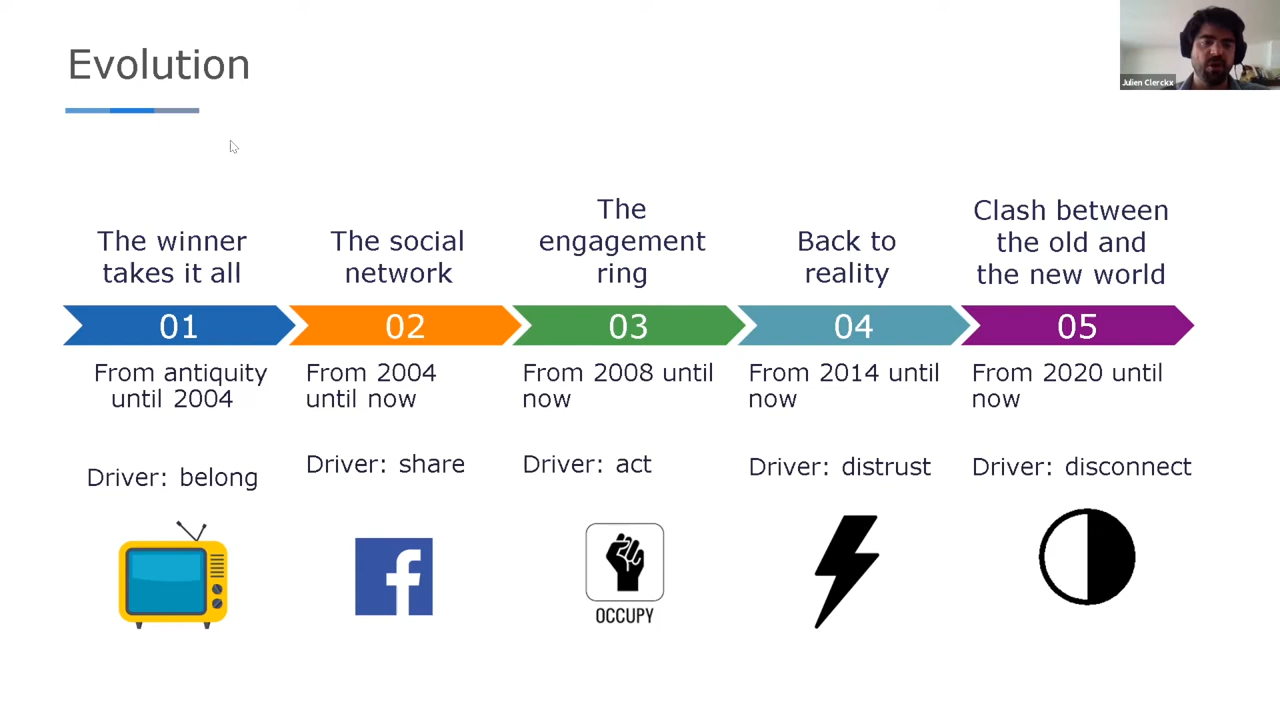 Evolution
Julien Clerckx
The winner
takes it all
The social
network
The
engagement
ring
Back to
reality
Clash between
the old and
the new world
01
02
03
04
05
From antiquity
until 2004
From 2004
until now
From 2008 until
now
From 2014 until
now
From 2020 until
now
Driver: belong
Driver: share
Driver: act
Driver: distrust
Driver: disconnect
f
OCCUPY